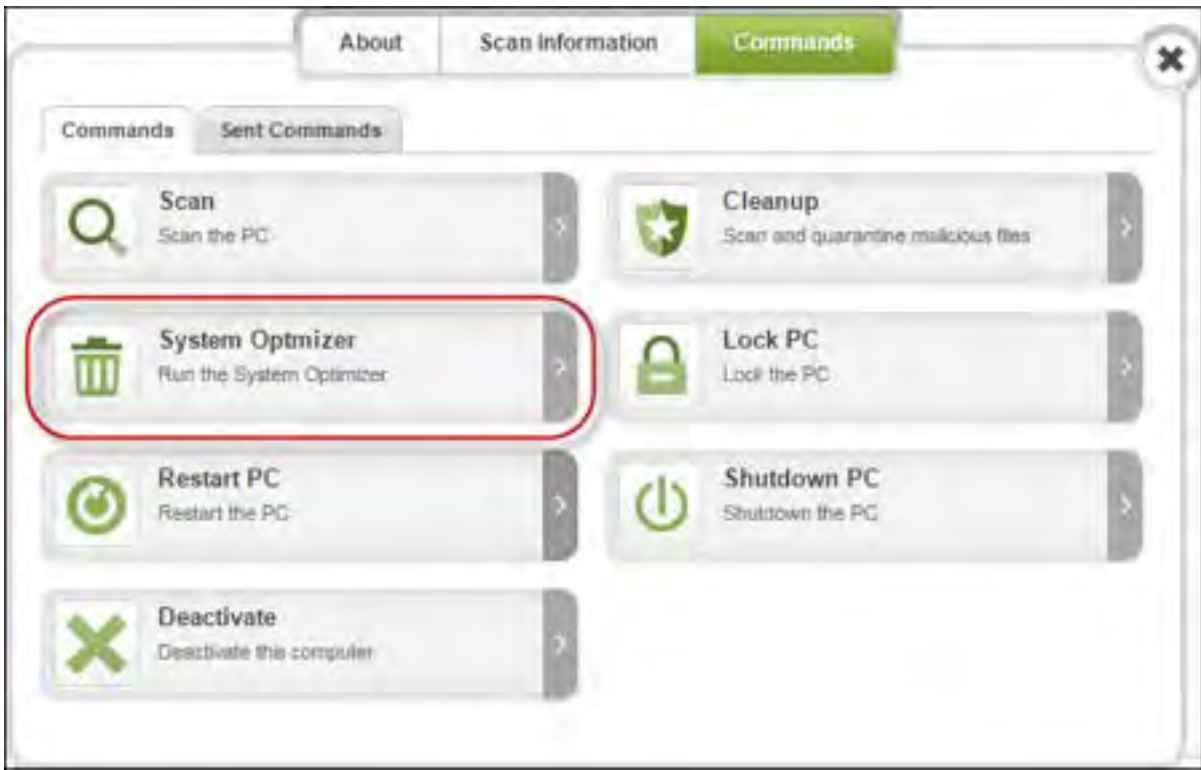 About Scan Information Commands
Commands Sent Commands
Scan
Scan the PC
Cleanup
Scan and quarantine malicious files
System Optmizer
Run the System Optimizer
Lock PC
Lock the PC
Restart PC
Restart the PC
Shutdown PC
Shutdown the PC
Deactivate
Deactivate this computer